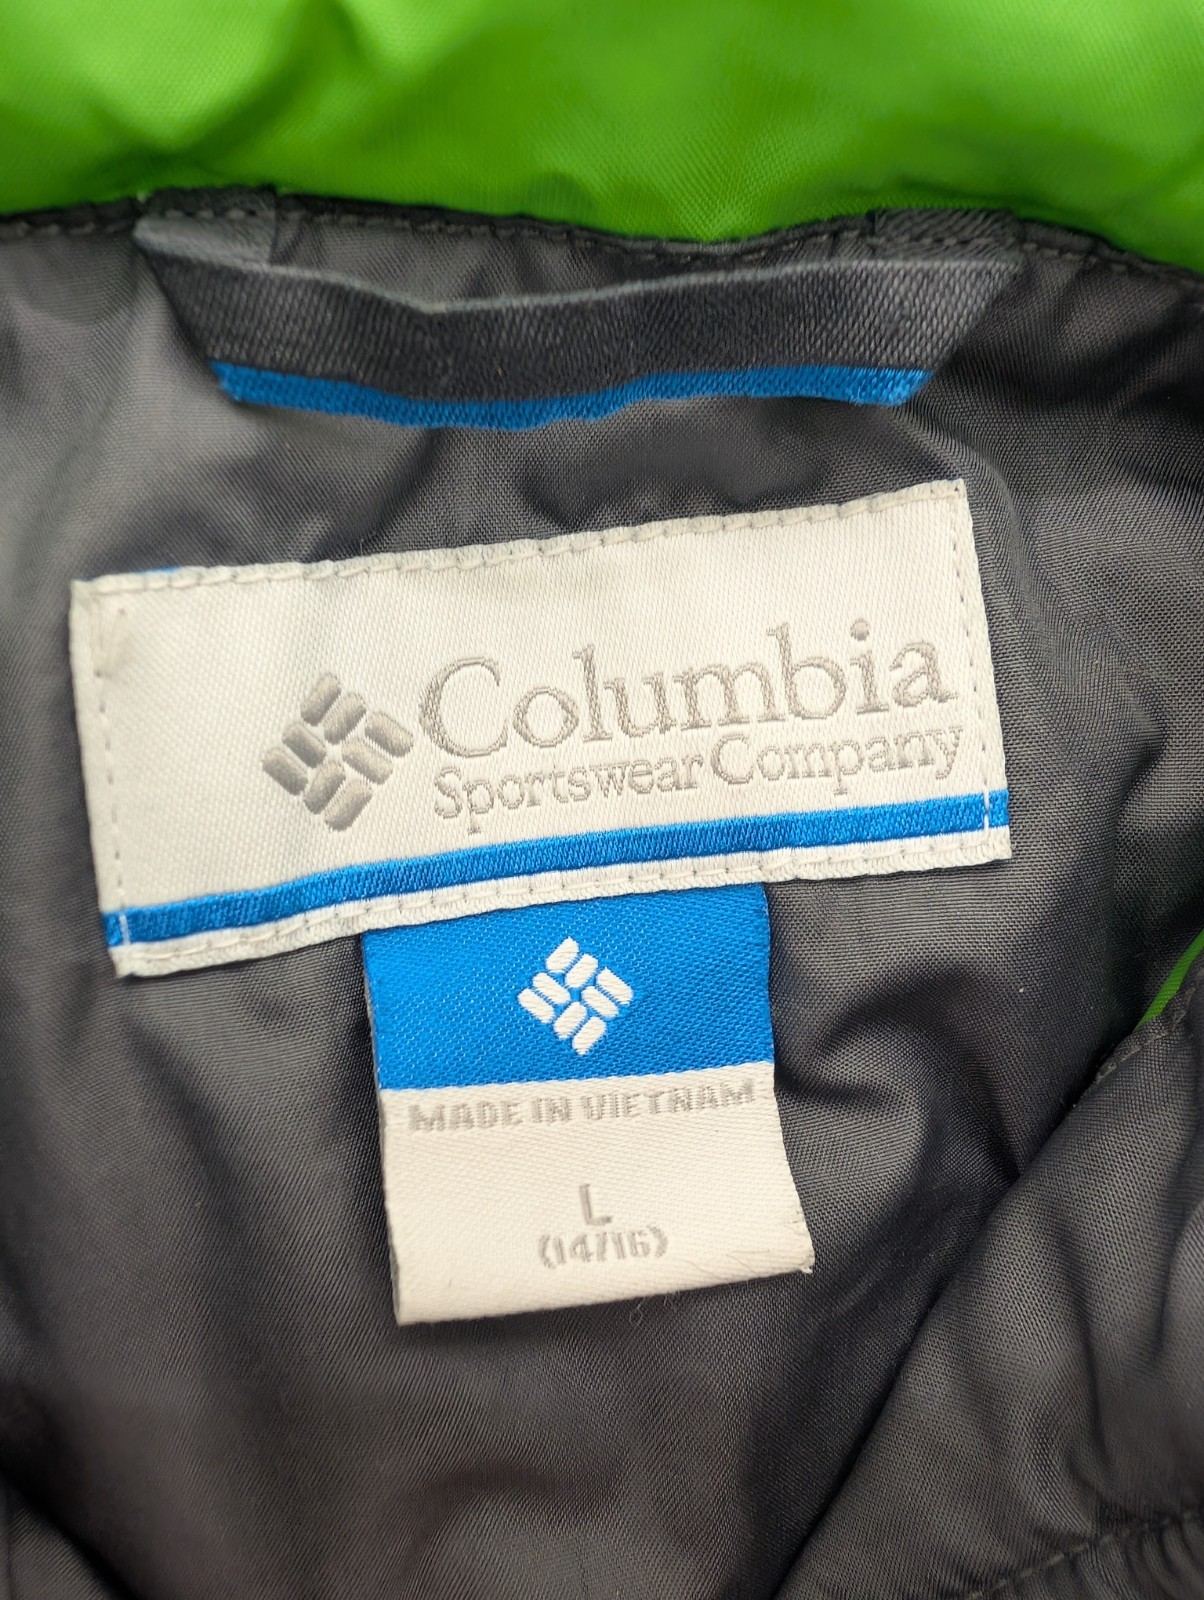 Columbia
Sportswear Company
MADE IN VIETNAM
L
(14/16)